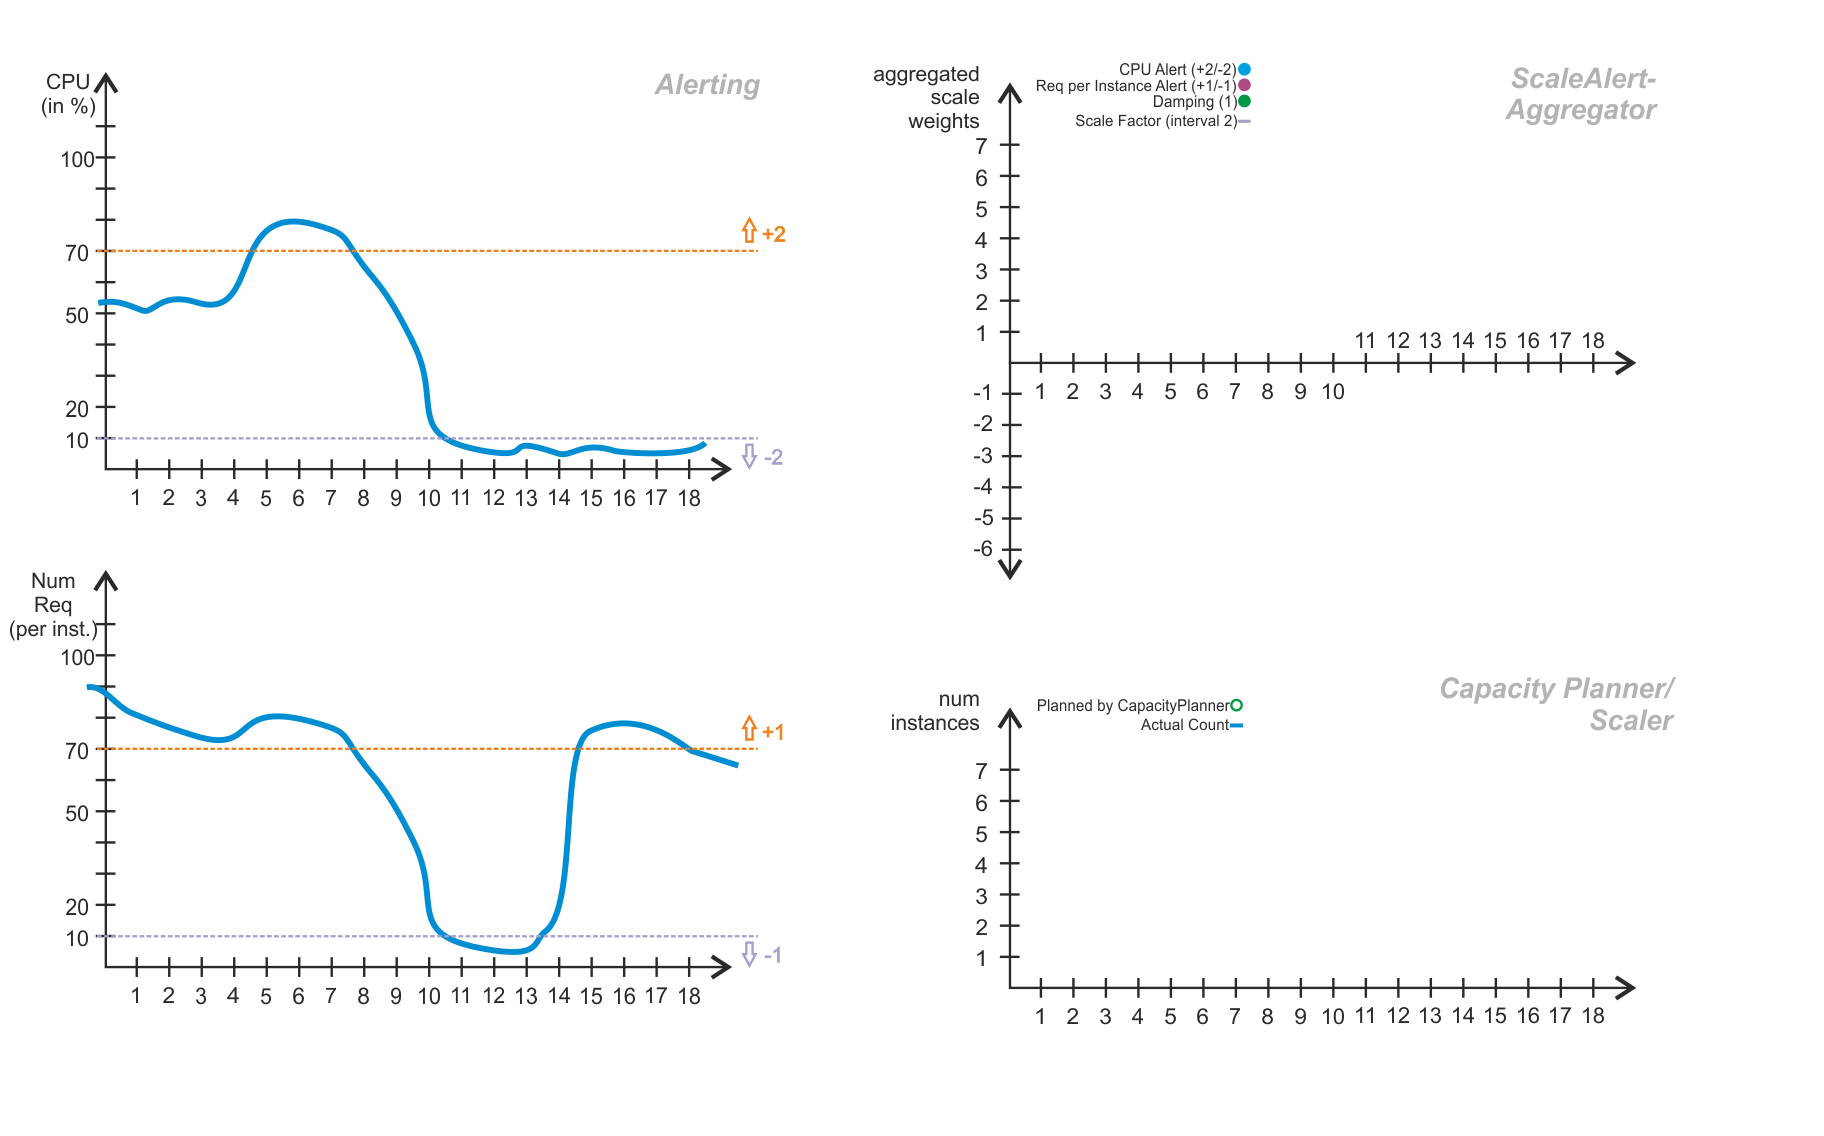 Alerting
CPU
(in %)
100
70
50
20
10
+2
-2
1 2 3 4 5 6 7 8 9 10 11 12 13 14 15 16 17 18
Num
Req
(per inst.)
100
70
50
20
10
+1
-1
1 2 3 4 5 6 7 8 9 10 11 12 13 14 15 16 17 18
ScaleAlert-
Aggregator
aggregated
scale
weights
CPU Alert (+2/-2)
Req per Instance Alert (+1/-1)
Damping (1)
Scale Factor (interval 2)
7
6
5
4
3
2
1
11 12 13 14 15 16 17 18
1 2 3 4 5 6 7 8 9 10
-1
-2
-3
-4
-5
-6
Capacity Planner/
Scaler
num
instances
Planned by CapacityPlanner
Actual Count
7
6
5
4
3
2
1
1 2 3 4 5 6 7 8 9 10 11 12 13 14 15 16 17 18